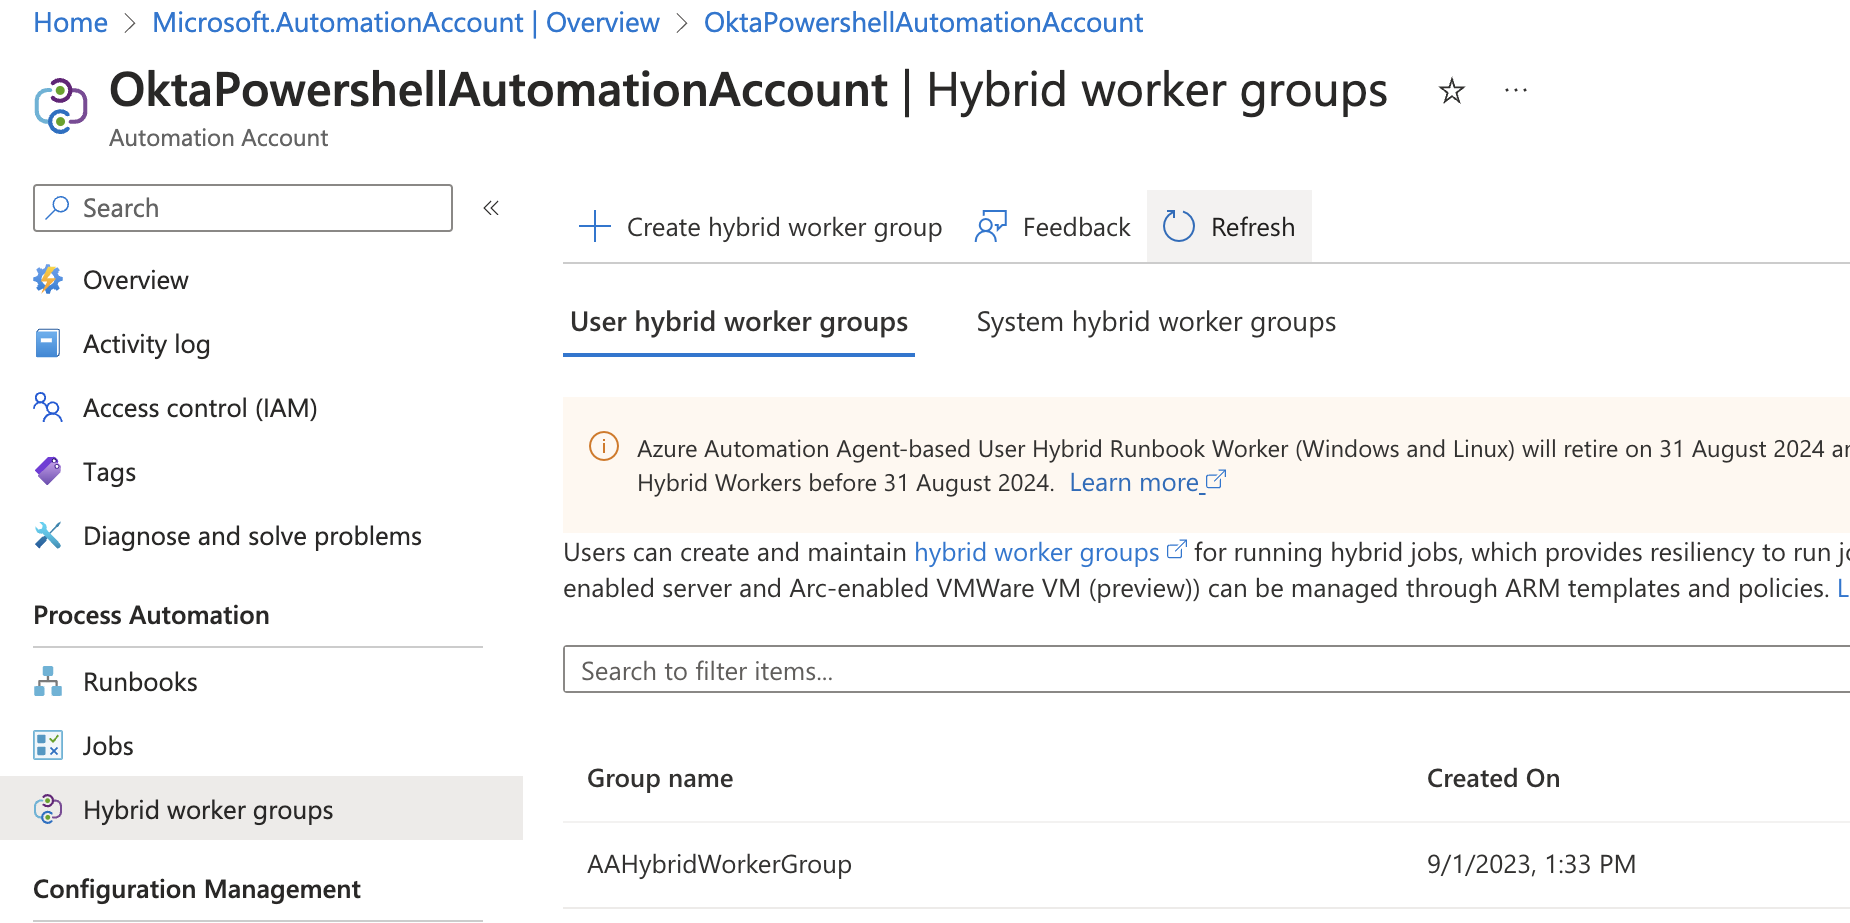 Home > Microsoft.AutomationAccount | Overview > OktaPowershellAutomationAccount
OktaPowershellAutomationAccount | Hybrid worker groups
Automation Account
Search
Overview
Activity log
Access control (IAM)
Tags
Diagnose and solve problems
Process Automation
Runbooks
Jobs
Hybrid worker groups
Configuration Management
Create hybrid worker group Feedback Refresh
User hybrid worker groups System hybrid worker groups
Azure Automation Agent-based User Hybrid Runbook Worker (Windows and Linux) will retire on 31 August 2024
Hybrid Workers before 31 August 2024. Learn more
Users can create and maintain hybrid worker groups for running hybrid jobs, which provides resiliency to run
enabled server and Arc-enabled VMWare VM (preview)) can be managed through ARM templates and policies.
Search to filter items...
Group name Created On
AAHybridWorkerGroup 9/1/2023, 1:33 PM